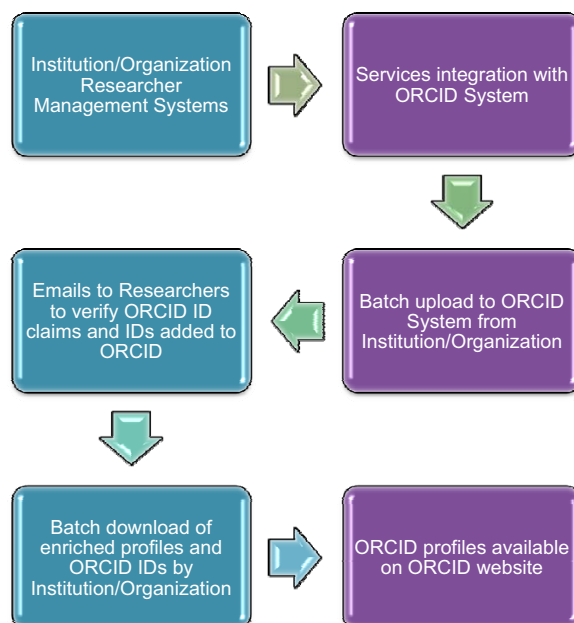 Institution/Organization
Researcher
Management Systems
Services integration with
ORCID System
Batch upload to ORCID
System from
Institution/Organization
Emails to Researchers
to verify ORCID ID
claims and IDs added to
ORCID
Batch download of
enriched profiles and
ORCID IDs by
Institution/Organization
ORCID profiles available
on ORCID website